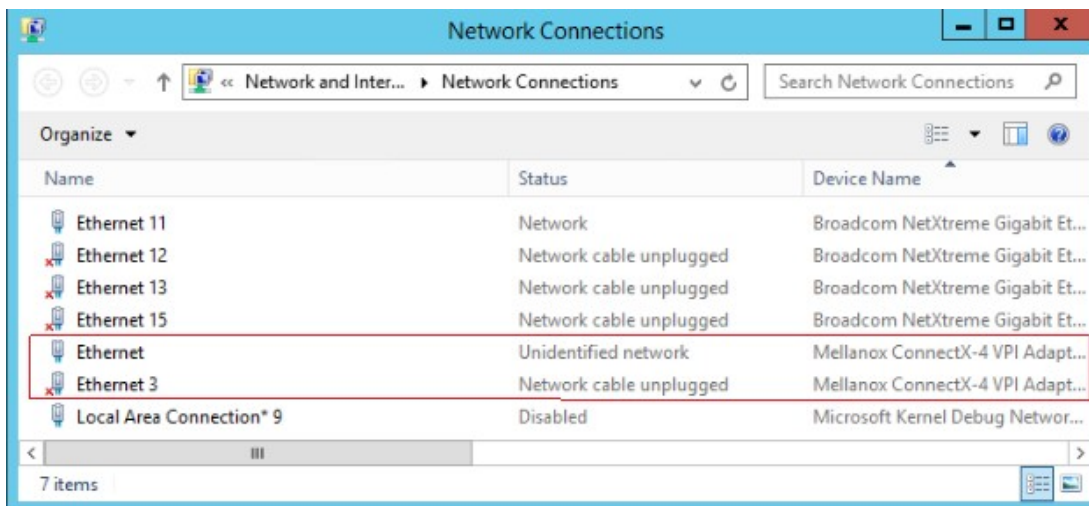 Network Connections
« Network and Inter... Network Connections
Search Network Connections
Organize
Name Status Device Name
Ethernet 11 Network Broadcom NetXtreme Gigabit Et...
Ethernet 12 Network cable unplugged Broadcom NetXtreme Gigabit Et...
Ethernet 13 Network cable unplugged Broadcom NetXtreme Gigabit Et...
Ethernet 15 Network cable unplugged Broadcom NetXtreme Gigabit Et...
Ethernet Unidentified network Mellanox ConnectX-4 VPI Adapt...
Ethernet 3 Network cable unplugged Mellanox ConnectX-4 VPI Adapt...
Local Area Connection* 9 Disabled Microsoft Kernel Debug Networ...
7 items